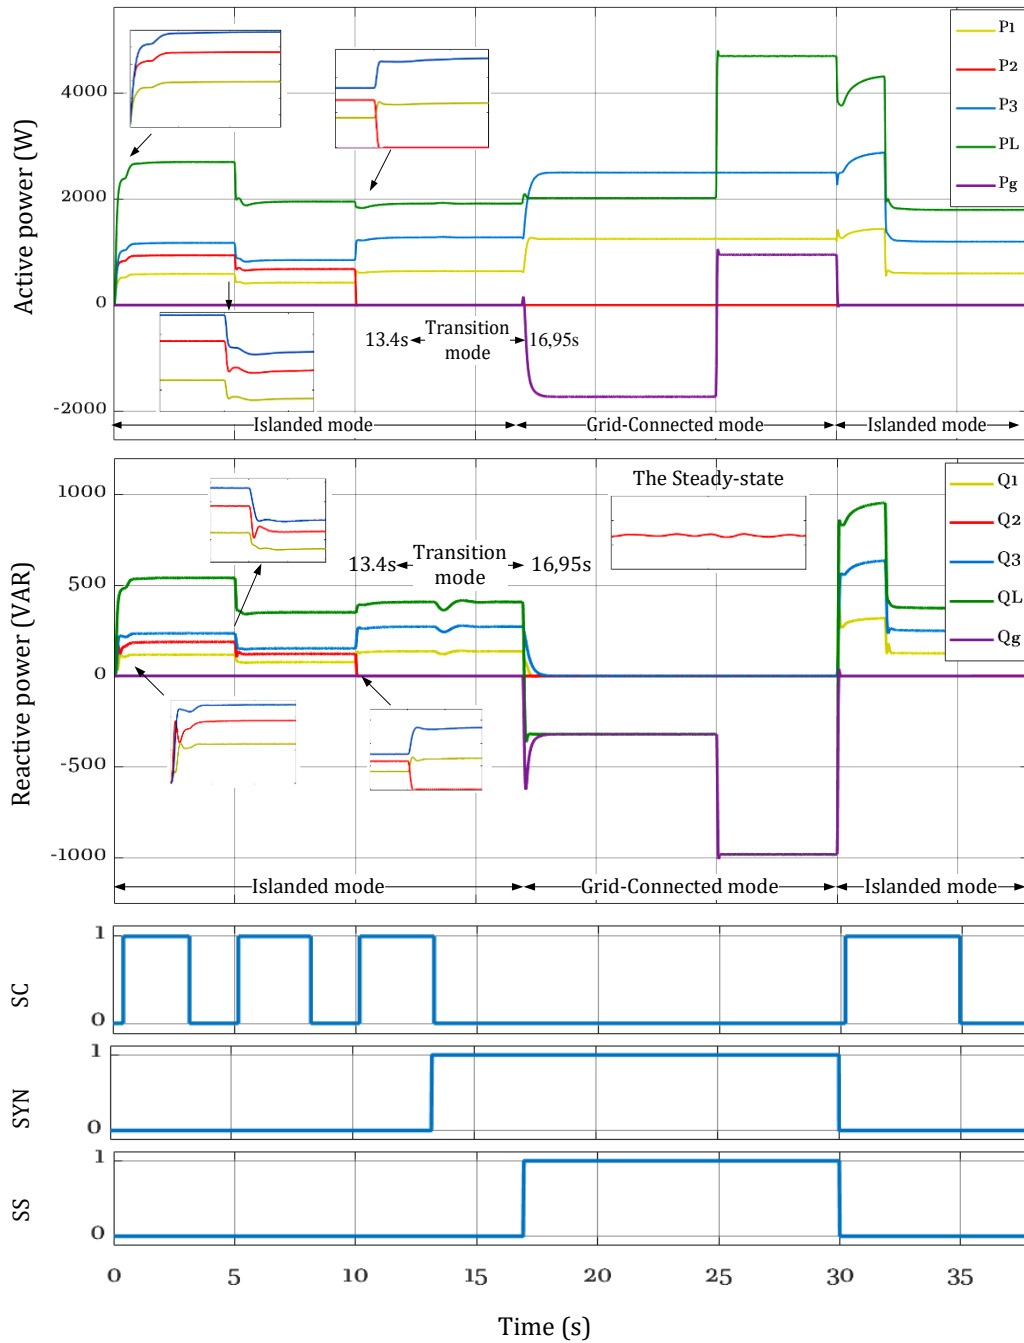 Active power (W)
4000
2000
0
-2000
P1
P2
P3
PL
Pg
13.4s
Transition
mode
16,95s
Islanded mode
Grid-Connected mode
Islanded mode
Reactive power (VAR)
1000
500
0
-500
-1000
The Steady-state
Q1
Q2
Q3
QL
Qg
13.4s
Transition
mode
16,95s
Islanded mode
Grid-Connected mode
Islanded mode
SC
1
0
SYN
1
0
SS
1
0
0 5 10 15 20 25 30 35
Time (s)